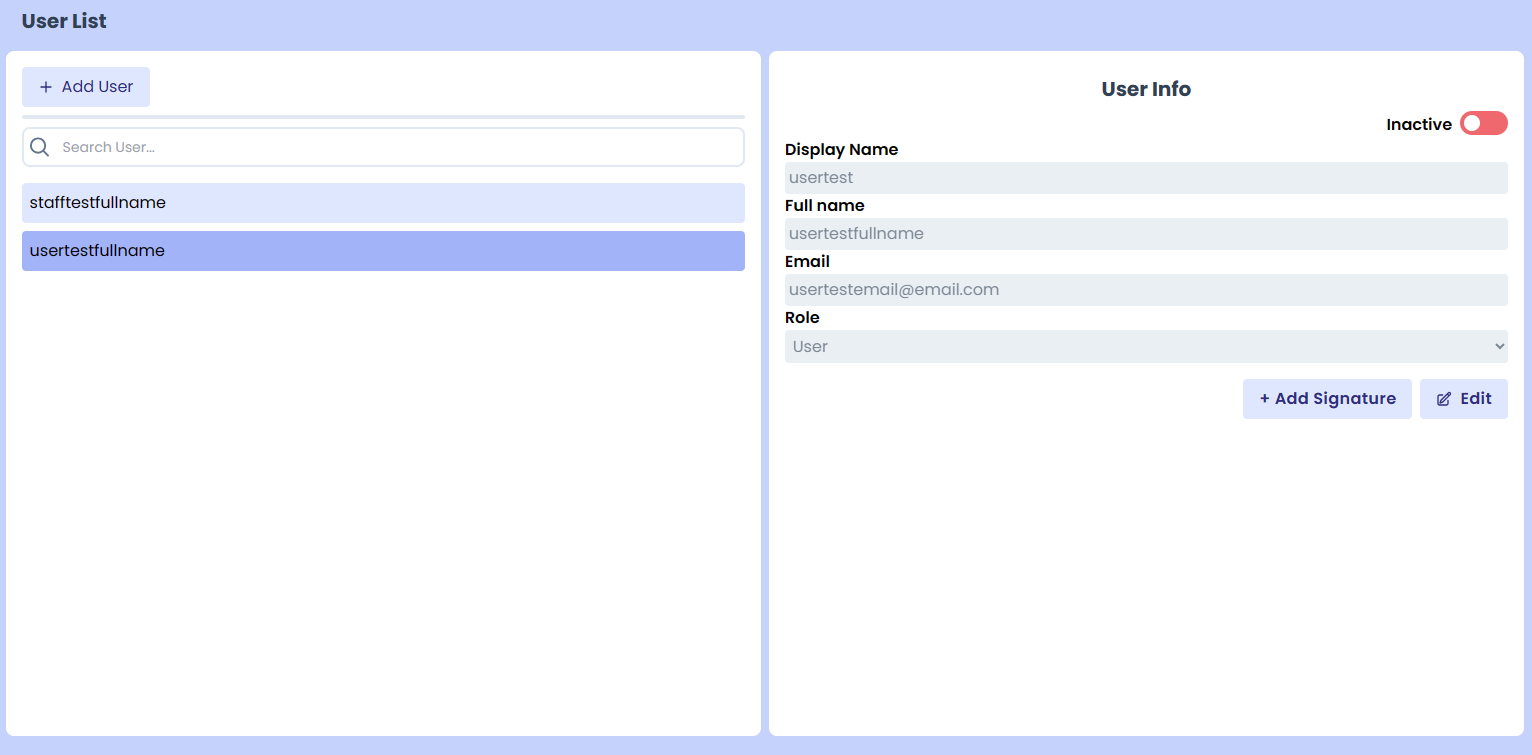 User List
+ Add User
Search User...
stafftestfullname
usertestfullname
User Info
Inactive
Display Name
usertest
Full name
usertestfullname
Email
usertestemail@email.com
Role
User
+ Add Signature
Edit